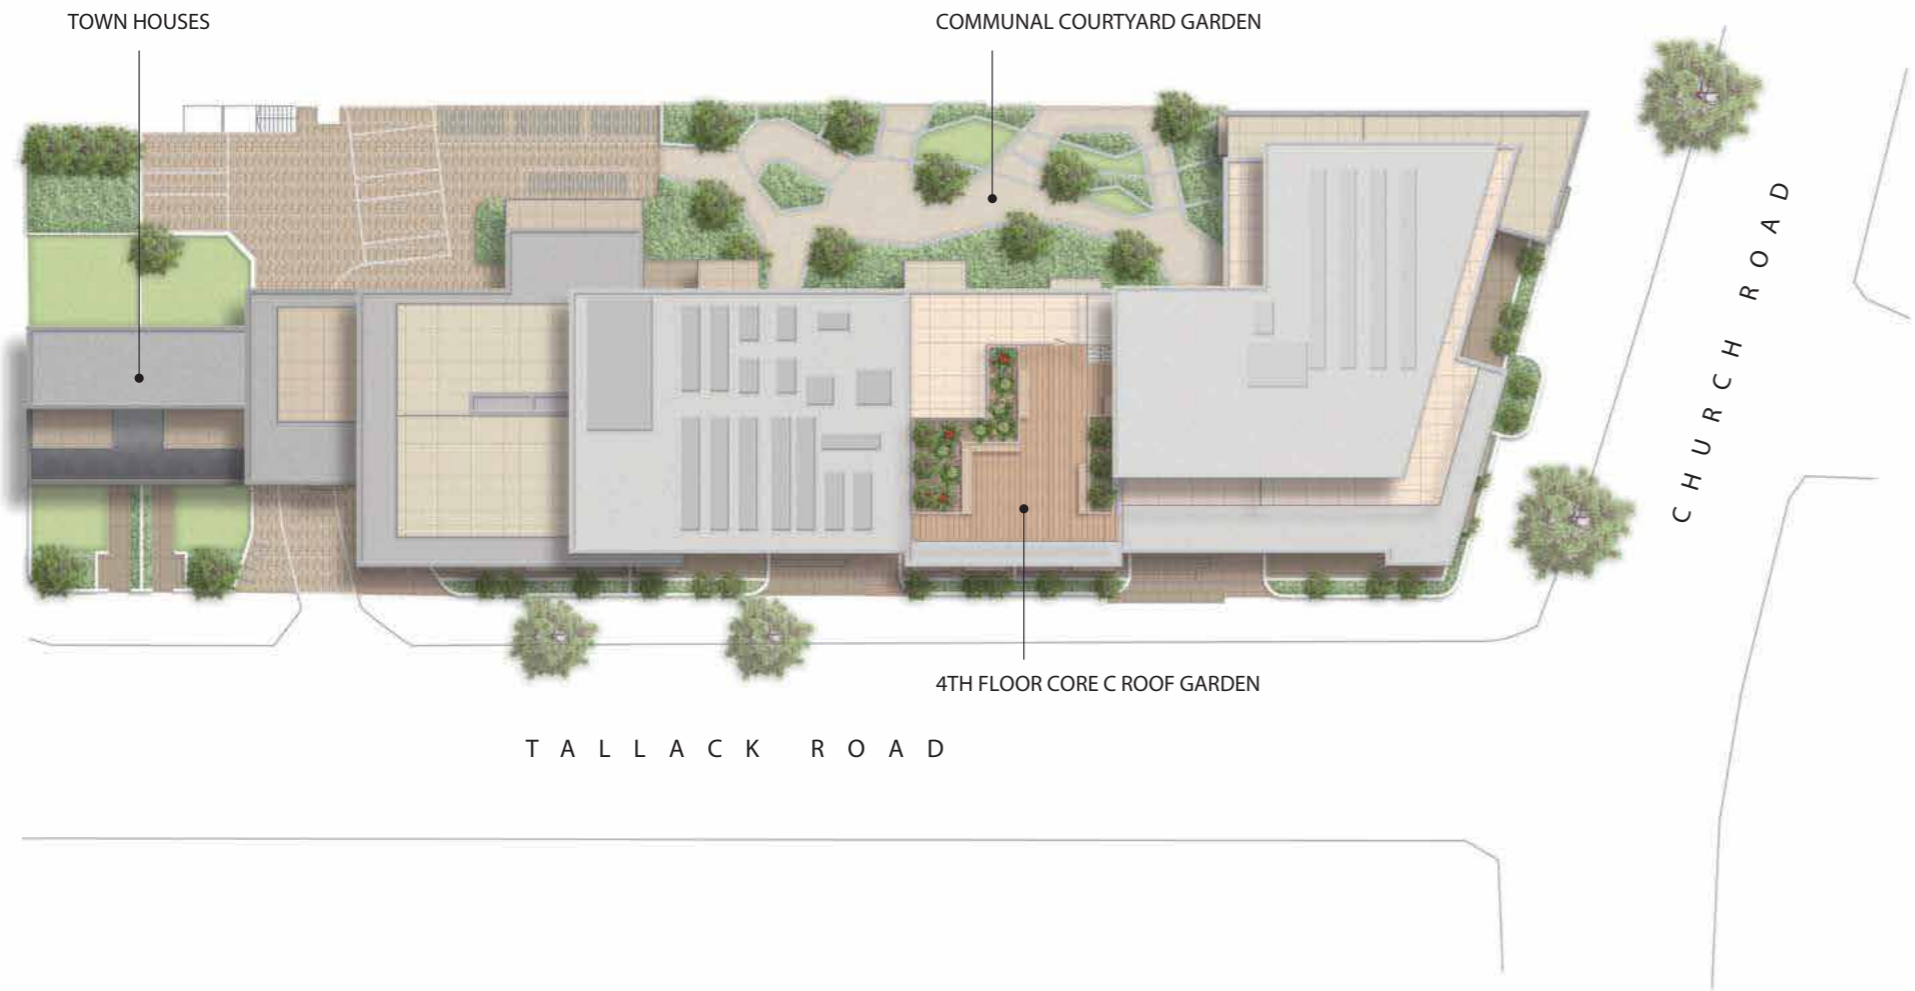 TOWN HOUSES
COMMUNAL COURTYARD GARDEN
CHURCH ROAD
4TH FLOOR CORE C ROOF GARDEN
TALLACK ROAD